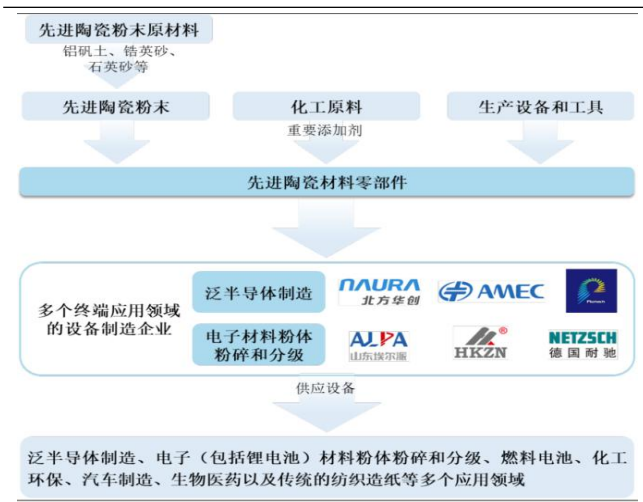 先进陶瓷粉末原材料
铝矾土、锆英砂、
石英砂等
先进陶瓷粉末
化工原料
生产设备和工具
重要添加剂
先进陶瓷材料零部件
多个终端应用领域
的设备制造企业
泛半导体制造
NAURA
北方华创
AMEC
Piotech
电子材料粉体
粉碎和分级
ALPA
山东埃尔派
HKZN
®
NETZSCH
德国耐驰
供应设备
泛半导体制造、电子（包括锂电池）材料粉体粉碎和分级、燃料电池、化工
环保、汽车制造、生物医药以及传统的纺织造纸等多个应用领域